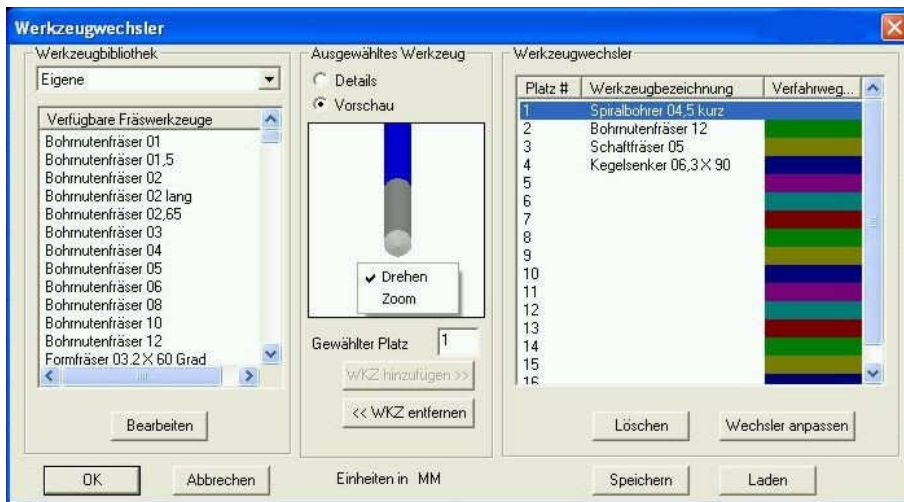 Werkzeugwechsler
Werkzeugbibliothek
Eigene
Verfügbare Fräswerkzeuge
Bohrnutenfräser 01
Bohrnutenfräser 01,5
Bohrnutenfräser 02
Bohrnutenfräser 02 lang
Bohrnutenfräser 02,65
Bohrnutenfräser 03
Bohrnutenfräser 04
Bohrnutenfräser 05
Bohrnutenfräser 06
Bohrnutenfräser 08
Bohrnutenfräser 10
Bohrnutenfräser 12
Formfräser 03.2 X 60 Grad
Bearbeiten
Ausgewähltes Werkzeug
Details
Vorschau
Drehen
Zoom
Gewählter Platz 1
WKZ hinzufügen >>
<< WKZ entfernen
Werkzeugwechsler
Platz # Werkzeugbezeichnung Verfahrweg...
1 Spiralbohrer 04,5 kurz
2 Bohrnutenfräser 12
3 Schaftfräser 05
4 Kegelsenker 06,3 X 90
5
6
7
8
9
10
11
12
13
14
15
16
Löschen Wechsler anpassen
OK Abbrechen Einheiten in MM Speichern Laden